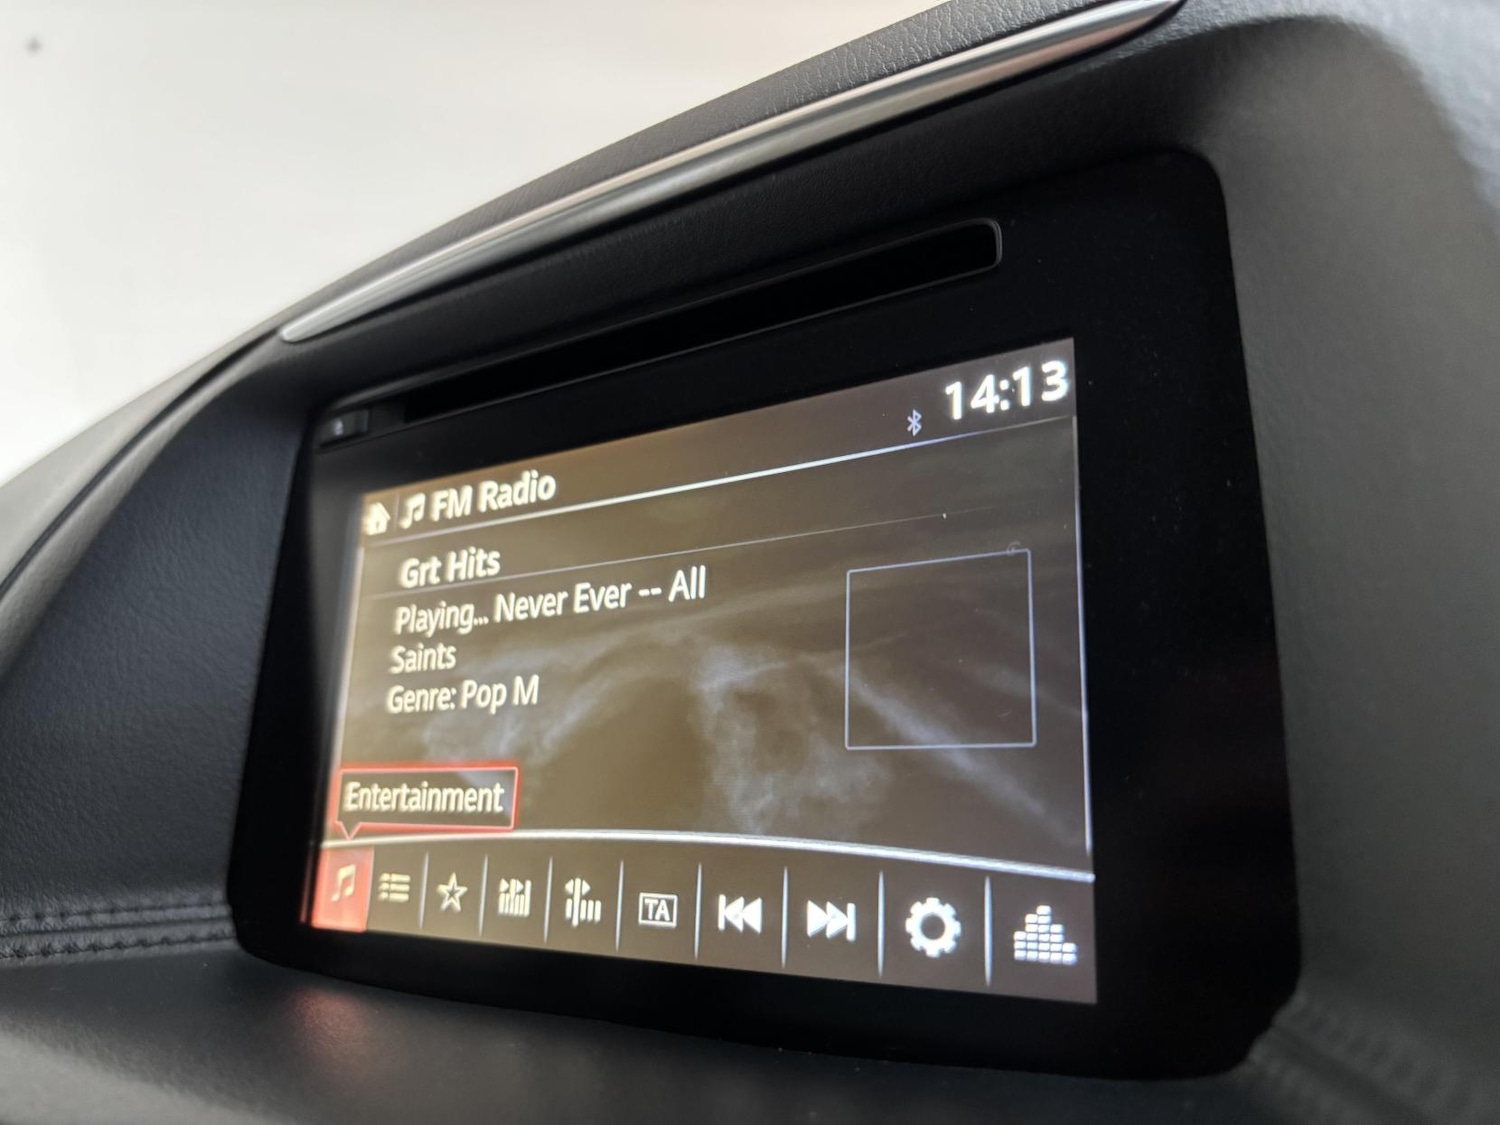 14:13
FM Radio
Grt Hits
Playing... Never Ever -- All
Saints
Genre: Pop M
Entertainment
TA